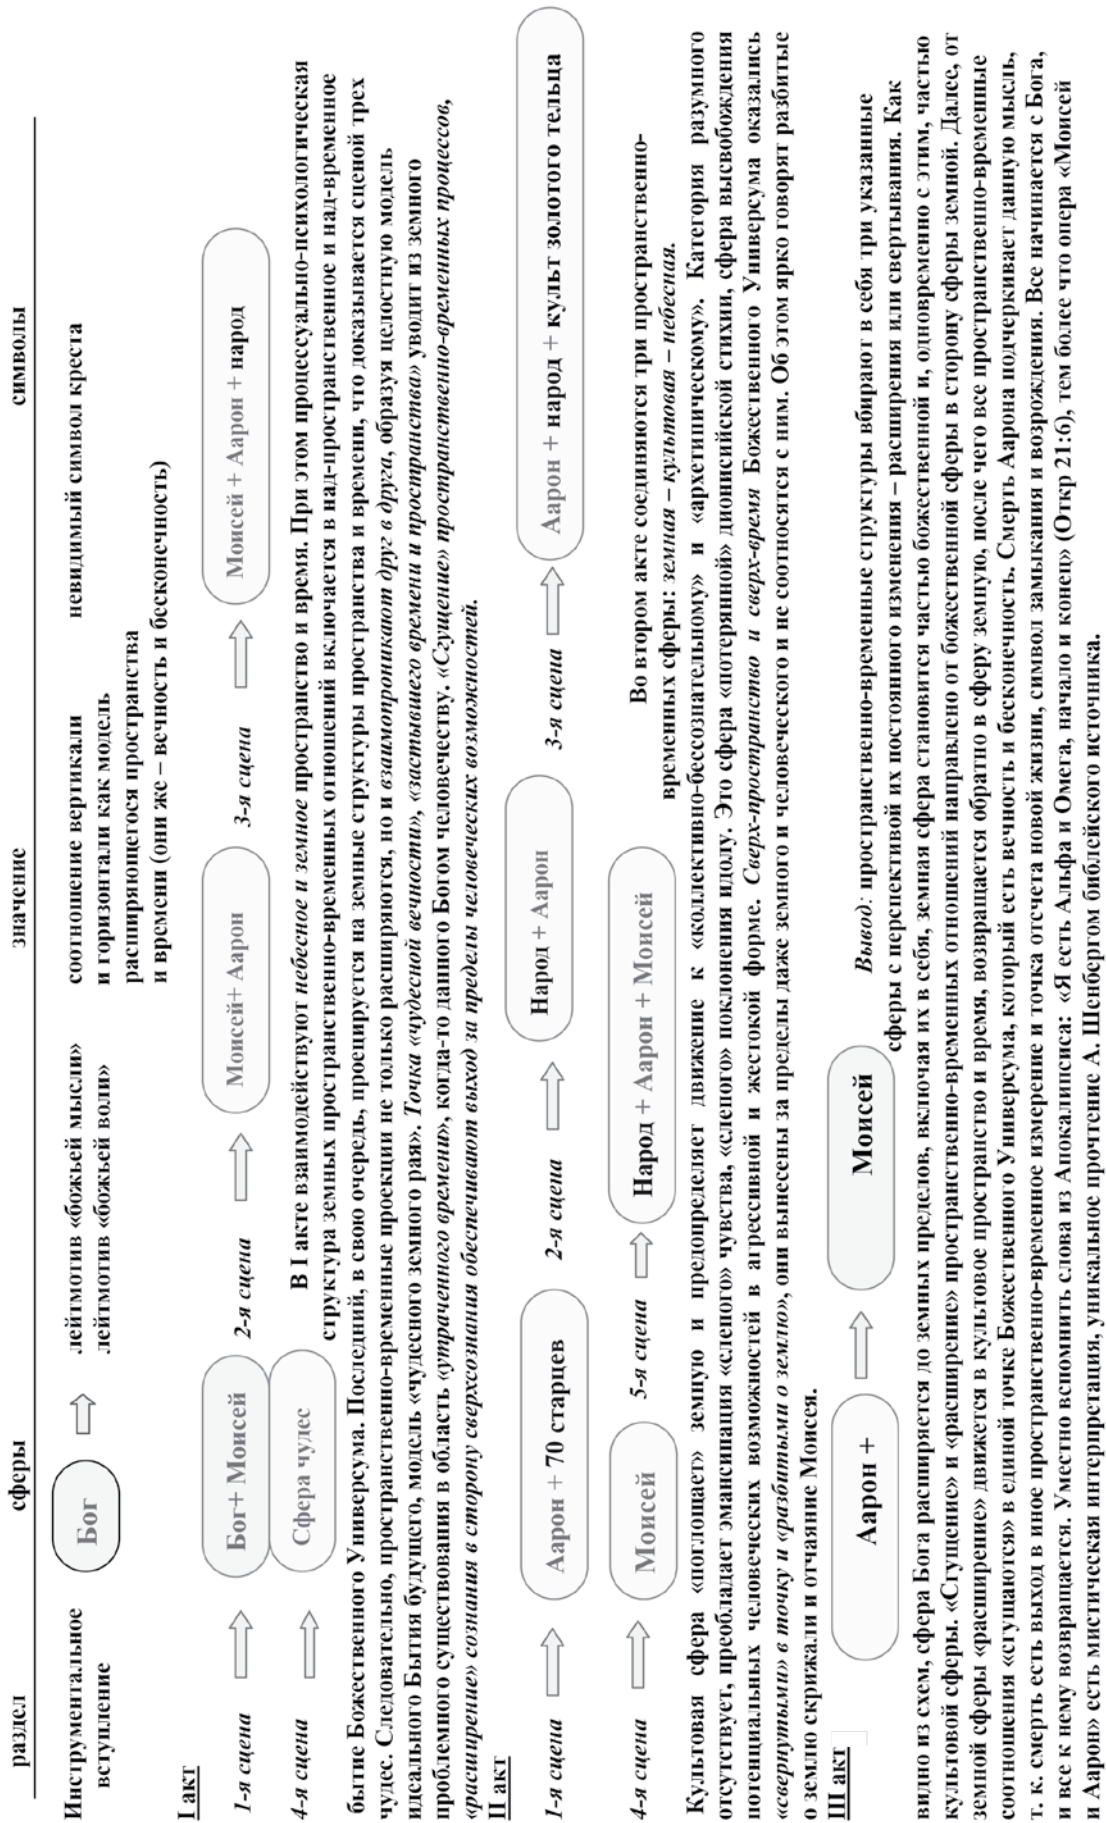 раздел сферы значение символы
Инструментальное Бог лейтмотив «божьей мысли» соотношение вертикали невидимый символ креста
вступление лейтмотив «божьей воли» и горизонтали как модель
расширяющегося пространства
и времени (они же – вечность и бесконечность)
I акт
1-я сцена Бог+ Моисей 2-я сцена Моисей+ Аарон 3-я сцена Моисей + Аарон + народ
4-я сцена Сфера чудес
В I акте взаимодействуют небесное и земное пространство и время. При этом процессуально-психологическая
структура земных пространственно-временных отношений включается в над-пространственное и над-временное
бытие Божественного Универсума. Последний, в свою очередь, проецируется на земные структуры пространства и времени, что доказывается сценой трех
чудес. Следовательно, пространственно-временные проекции не только расширяются, но и взаимопроникают друг в друга, образуя целостную модель
идеального Бытия будущего, модель «чудесного земного рая». Точка «чудесной вечности», «застывшего времени и пространства» уводит из земного
проблемного существования в область «утраченного времени», когда-то данного Богом человечеству. «Сгущение» пространственно-временных процессов,
«расширение» сознания в сторону сверхсознания обеспечивают выход за пределы человеческих возможностей.
II акт
1-я сцена Аарон + 70 старцев 2-я сцена Народ + Аарон 3-я сцена Аарон + народ + культ золотого тельца
4-я сцена Моисей 5-я сцена Народ + Аарон + Моисей
Во втором акте соединяются три пространственно-
временных сферы: земная – культовая – небесная.
Культовая сфера «поглощает» земную и предопределяет движение к «коллективно-бессознательному» и «архетипическому». Категория разумного
отсутствует, преобладает эмансипация «слепого» чувства, «слепого» поклонения идолу. Это сфера «потерянной» дионисийской стихии, сфера высвобождения
потенциальных человеческих возможностей в агрессивной и жестокой форме. Сверх-пространство и сверх-время Божественного Универсума оказались
«свернутыми» в точку и «разбитыми о землю», они вынесены за пределы даже земного и человеческого и не соотносятся с ним. Об этом ярко говорят разбитые
о землю скрижали и отчаяние Моисея.
III акт
Аарон + Моисей
Вывод: пространственно-временные структуры вбирают в себя три указанные
сферы с перспективой их постоянного изменения – расширения или свертывания. Как
видно из схем, сфера Бога расширяется до земных пределов, включая их в себя, земная сфера становится частью божественной и, одновременно с этим, частью
культовой сферы. «Сгущение» и «расширение» пространственно-временных отношений направлено от божественной сферы в сторону сферы земной. Далее, от
земной сферы «расширение» движется в культовое пространство и время, возвращается обратно в сферу земную, после чего все пространственно-временные
соотношения «сгущаются» в единой точке Божественного Универсума, который есть вечность и бесконечность. Смерть Аарона подчеркивает данную мысль,
т. к. смерть есть выход в иное пространственно-временное измерение и точка отсчета новой жизни, символ замыкания и возрождения. Все начинается с Бога,
и все к нему возвращается. Уместно вспомнить слова из Апокалипсиса: «Я есть Альфа и Омега, начало и конец» (Откр 21:6), тем более что опера «Моисей
и Аарон» есть мистическая интерпретация, уникальное прочтение А. Шенбергом библейского источника.